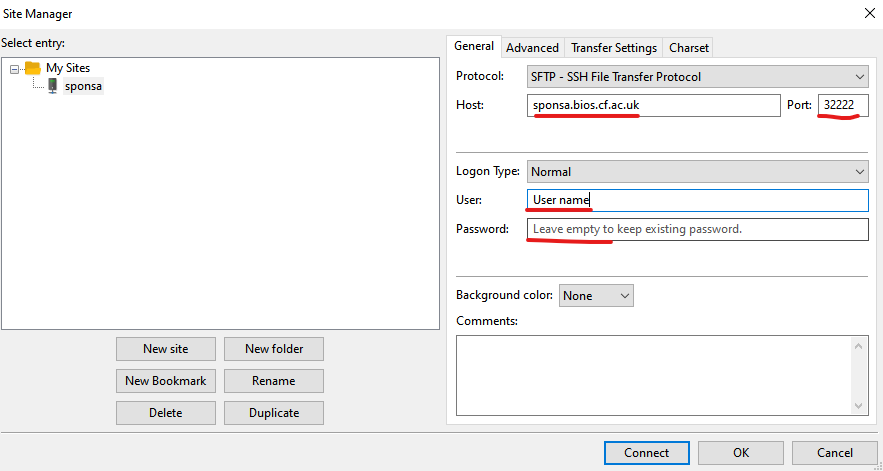 Site Manager
Select entry:
My Sites
sponsa
New site
New folder
New Bookmark
Rename
Delete
Duplicate
General
Advanced
Transfer Settings
Charset
Protocol:
SFTP - SSH File Transfer Protocol
Host:
sponsa.bios.cf.ac.uk
Port:
32222
Logon Type:
Normal
User:
User name
Password:
Leave empty to keep existing password.
Background color:
None
Comments:
Connect
OK
Cancel